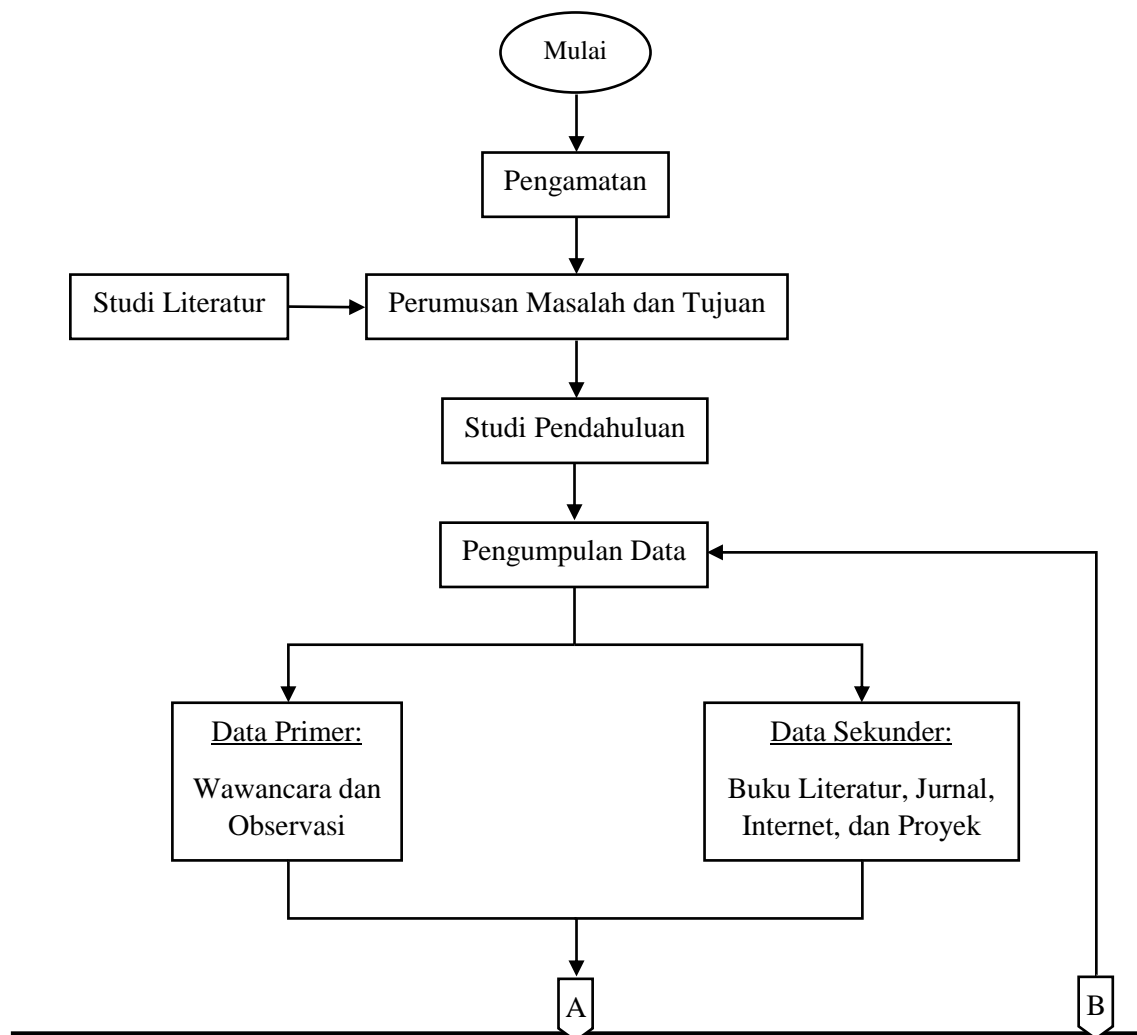 Mulai
Pengamatan
Studi Literatur
Perumusan Masalah dan Tujuan
Studi Pendahuluan
Pengumpulan Data
Data Primer:
Wawancara dan
Observasi
Data Sekunder:
Buku Literatur, Jurnal,
Internet, dan Proyek
A
B